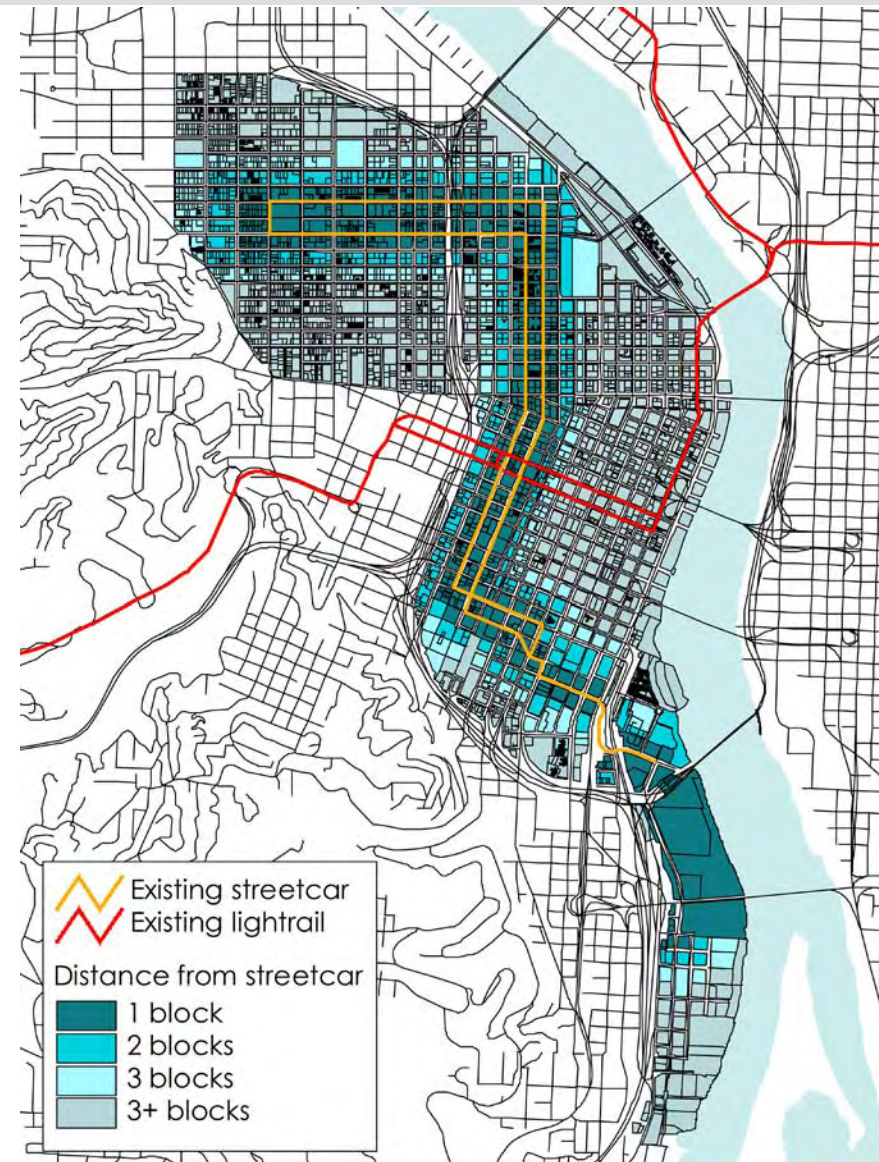 Existing streetcar
Existing lightrail
Distance from streetcar
1 block
2 blocks
3 blocks
3+ blocks